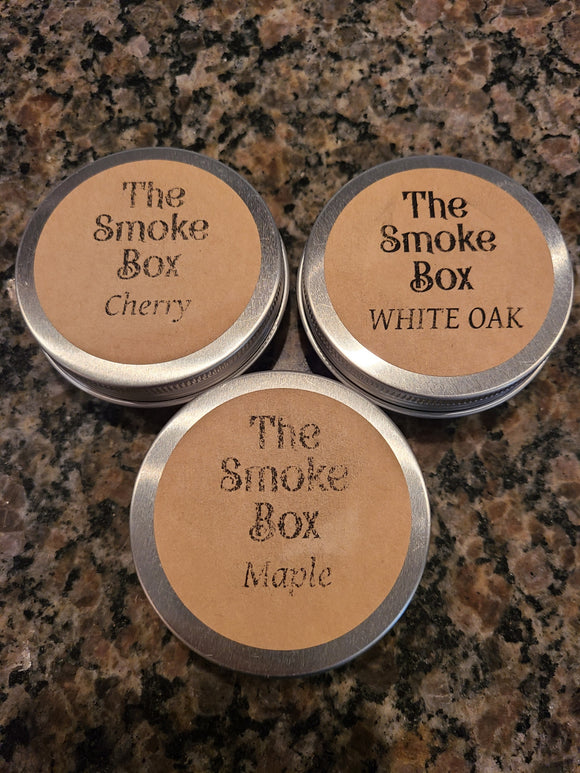 The
Smoke
Box
Cherry
The
Smoke
Box
WHITE OAK
The
Smoke
Box
Maple